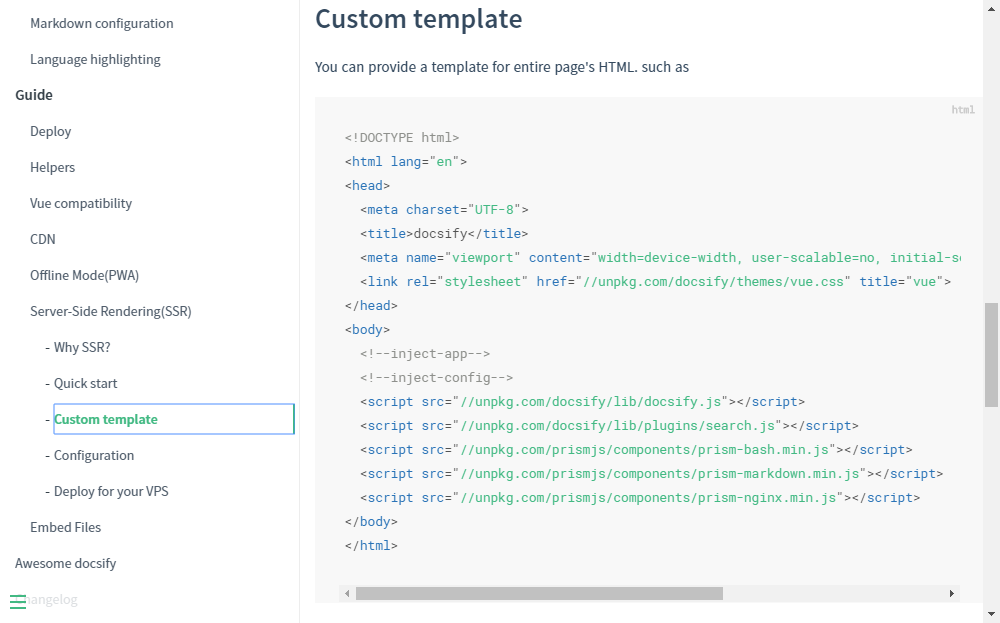 Markdown configuration
Language highlighting
Guide
Deploy
Helpers
Vue compatibility
CDN
Offline Mode(PWA)
Server-Side Rendering(SSR)
- Why SSR?
- Quick start
- Custom template
- Configuration
- Deploy for your VPS
Embed Files
Awesome docsify
Changelog
Custom template
You can provide a template for entire page's HTML. such as
html
<!DOCTYPE html>
<html lang="en">
<head>
  <meta charset="UTF-8">
  <title>docsify</title>
  <meta name="viewport" content="width=device-width, user-scalable=no,
  <link rel="stylesheet" href="//unpkg.com/docsify/themes/vue.css" title="vue">
</head>
<body>
  <!--inject-app-->
  <!--inject-config-->
  <script src="//unpkg.com/docsify/lib/docsify.js"></script>
  <script src="//unpkg.com/docsify/lib/plugins/search.js"></script>
  <script src="//unpkg.com/prismjs/components/prism-bash.min.js"></script>
  <script src="//unpkg.com/prismjs/components/prism-markdown.min.js"></script>
  <script src="//unpkg.com/prismjs/components/prism-nginx.min.js"></script>
</body>
</html>